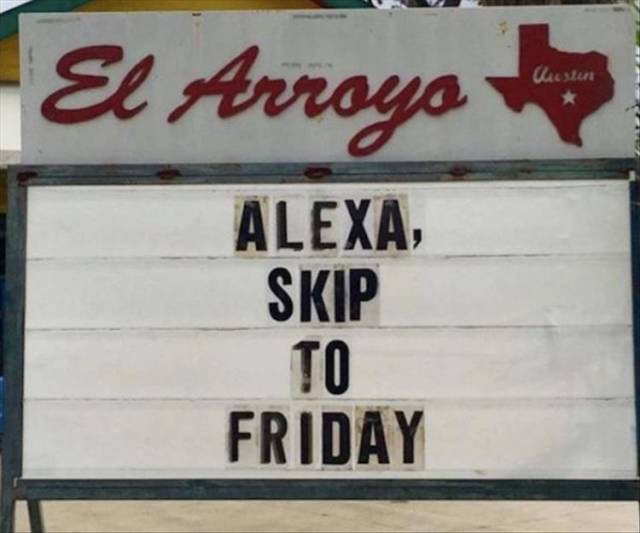 El Arroyo
Austin
ALEXA,
SKIP
TO
FRIDAY